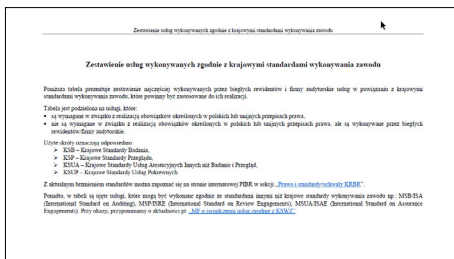 Zestawienie usług wykonywanych zgodnie z krajowymi standardami wykonywania zawodu
Zestawienie usług wykonywanych zgodnie z krajowymi standardami wykonywania zawodu
Poniższa tabela prezentuje zestawienie najczęściej wykonywanych przez biegłych rewidentów i firmy audytorskie usług w powiązaniu z krajowymi
standardami wykonywania zawodu, które powinny być zastosowane do ich realizacji.
Tabela jest podzielona na usługi, które:
• są wymagane w związku z realizacją obowiązków określonych w polskich lub unijnych przepisach prawa,
• nie są wymagane w związku z realizacją obowiązków określonych w polskich lub unijnych przepisach prawa, ale są wykonywane przez biegłych
rewidentów/firmy audytorskie.
Użyte skróty oznaczają odpowiednio:
➢ KSB – Krajowe Standardy Badania,
➢ KSP – Krajowe Standardy Przeglądu,
➢ KSUA – Krajowe Standardy Usług Atestacyjnych Innych niż Badanie i Przegląd,
➢ KSUP – Krajowe Standardy Usług Pokrewnych.
Z aktualnym brzmieniem standardów można zapoznać się na stronie internetowej PIBR w sekcji „Prawo i standardy/uchwały KRBR”.
Ponadto, w tabeli są ujęte usługi, które mogą być wykonane zgodnie ze standardami innymi niż krajowe standardy wykonywania zawodu np.: MSB/ISA
(International Standard on Auditing), MSP/ISRE (International Standard on Review Engagements), MSUA/ISAE (International Standard on Assurance
Engagements). Przy okazji, przypominamy o aktualności pt. „MF o świadczeniu usług zgodnie z KSWZ”.